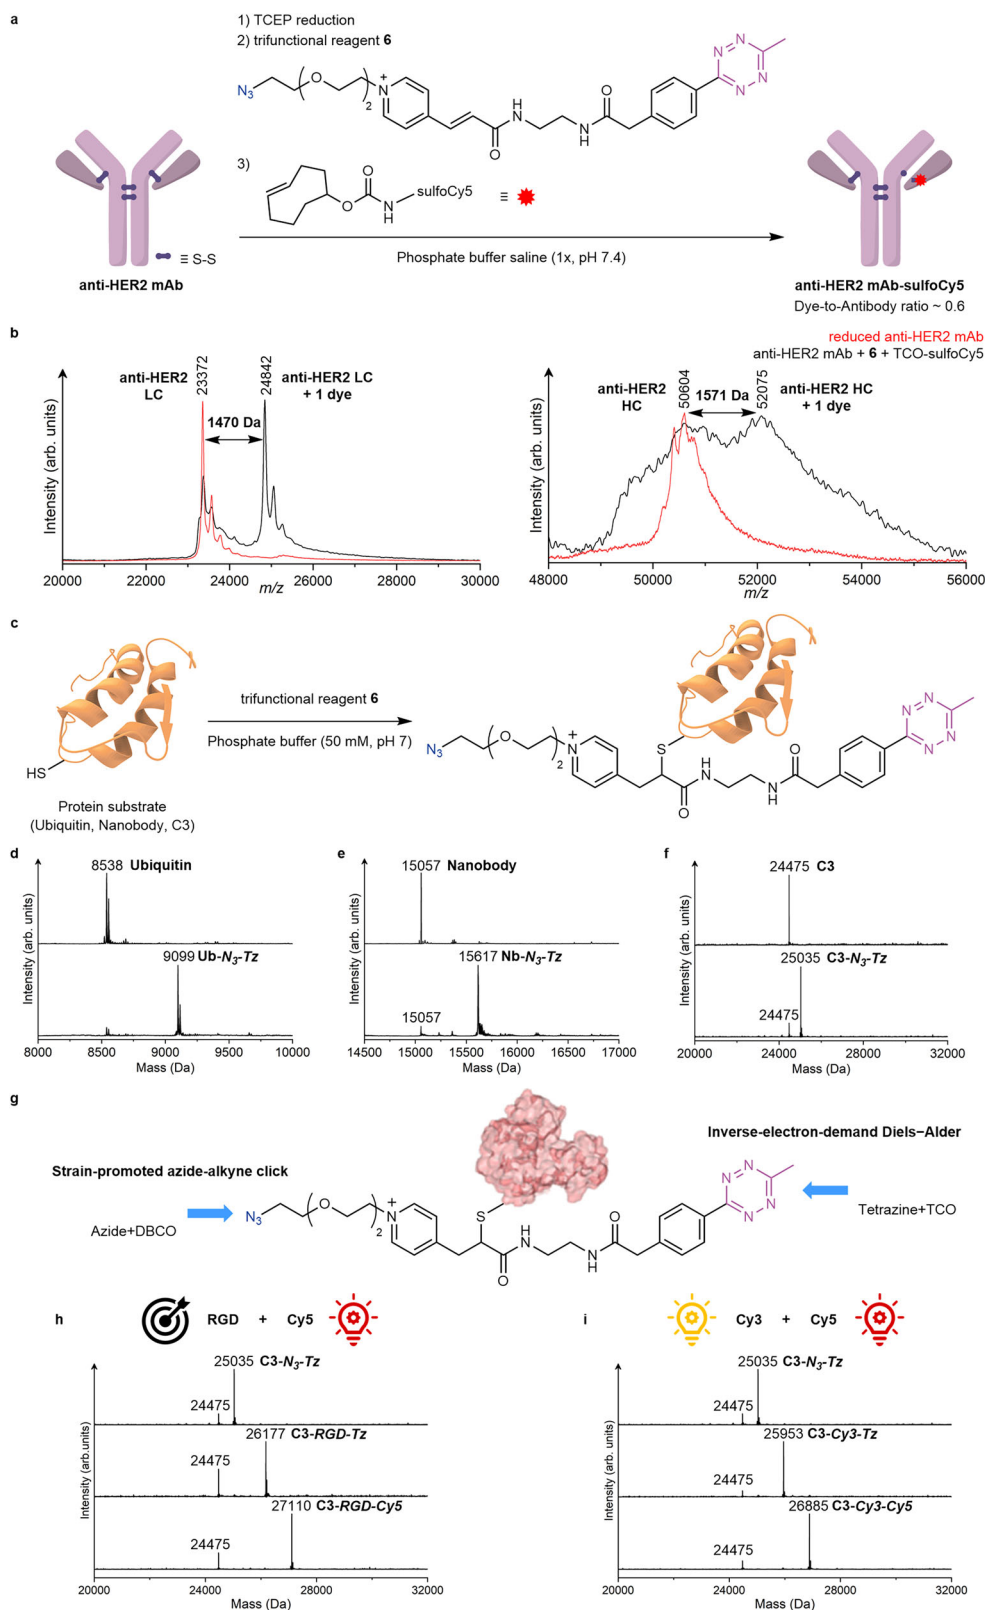 a
1) TCEP reduction
2) trifunctional reagent 6
N3
O
2
N
+
O
H
N
N
H
O
N
N
N
N
3)
O
O
N
H
sulfoCy5
≡
≡ S-S
Phosphate buffer saline (1x, pH 7.4)
anti-HER2 mAb
anti-HER2 mAb-sulfoCy5
Dye-to-Antibody ratio ~ 0.6
b
reduced anti-HER2 mAb
anti-HER2 mAb + 6 + TCO-sulfoCy5
Intensity (arb. units)
anti-HER2
LC
23372
1470 Da
24842
anti-HER2 LC
+ 1 dye
20000 22000 24000 26000 28000 30000
m/z
Intensity (arb. units)
anti-HER2
HC
50604
1571 Da
52075
anti-HER2 HC
+ 1 dye
48000 50000 52000 54000 56000
m/z
c
HS
Protein substrate
(Ubiquitin, Nanobody, C3)
trifunctional reagent 6
Phosphate buffer (50 mM, pH 7)
N3
O
2
N
+
S
O
H
N
N
H
O
N
N
N
N
d
Intensity (arb. units)
8538 Ubiquitin
9099 Ub-N3-Tz
8000 8500 9000 9500 10000
Mass (Da)
e
Intensity (arb. units)
15057 Nanobody
15617 Nb-N3-Tz
15057
14500 15000 15500 16000 16500 17000
Mass (Da)
f
Intensity (arb. units)
24475 C3
25035 C3-N3-Tz
24475
20000 24000 28000 32000
Mass (Da)
g
Strain-promoted azide-alkyne click
Azide+DBCO
Inverse-electron-demand Diels–Alder
Tetrazine+TCO
N3
O
2
N
+
S
O
H
N
N
H
O
N
N
N
N
h
RGD + Cy5
Intensity (arb.units)
25035 C3-N3-Tz
24475
26177 C3-RGD-Tz
24475
27110 C3-RGD-Cy5
24475
20000 24000 28000 32000
Mass (Da)
i
Cy3 + Cy5
Intensity (arb. units)
25035 C3-N3-Tz
24475
25953 C3-Cy3-Tz
24475
26885 C3-Cy3-Cy5
24475
20000 24000 28000 32000
Mass (Da)